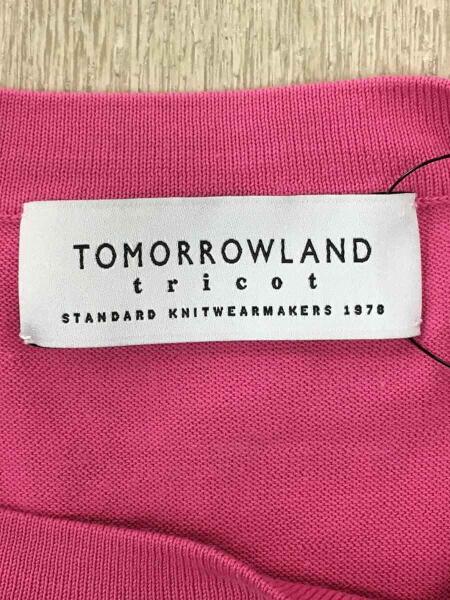 TOMORROWLAND
tricot
STANDARD KNITWEARMAKERS 1978